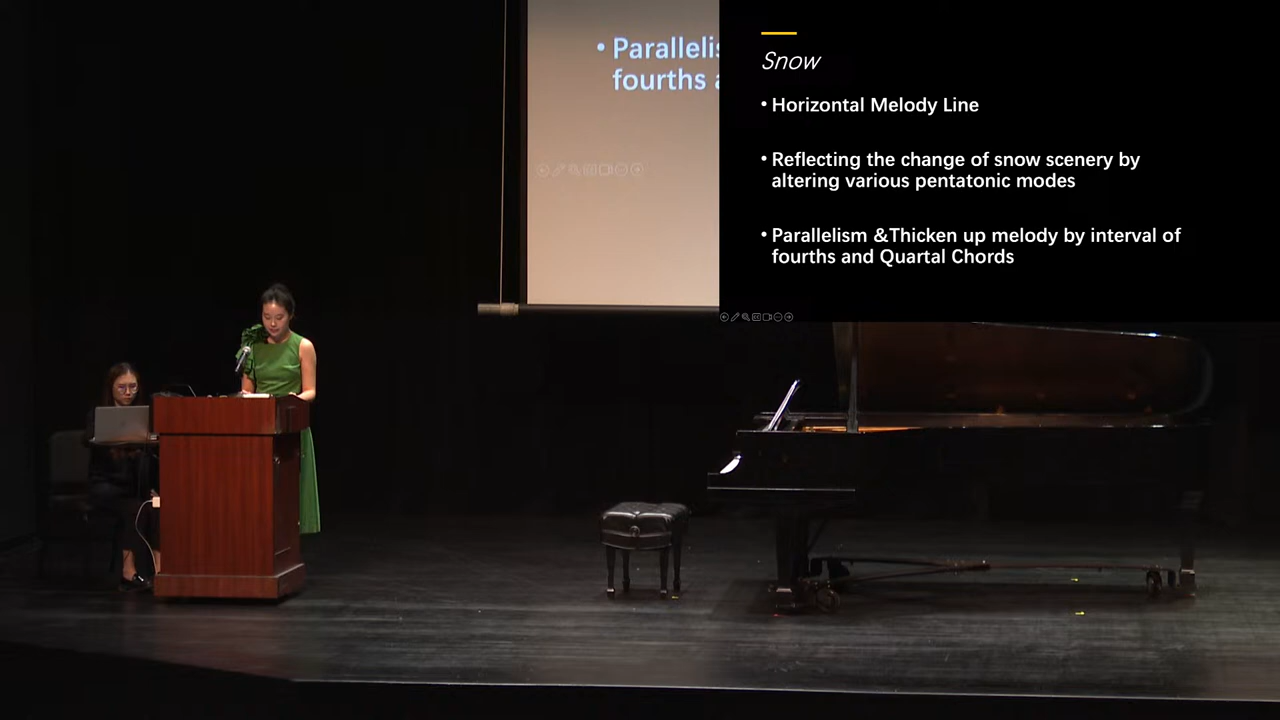 • Parallelis
fourths a
Snow
• Horizontal Melody Line
• Reflecting the change of snow scenery by
altering various pentatonic modes
• Parallelism &Thicken up melody by interval of
fourths and Quartal Chords